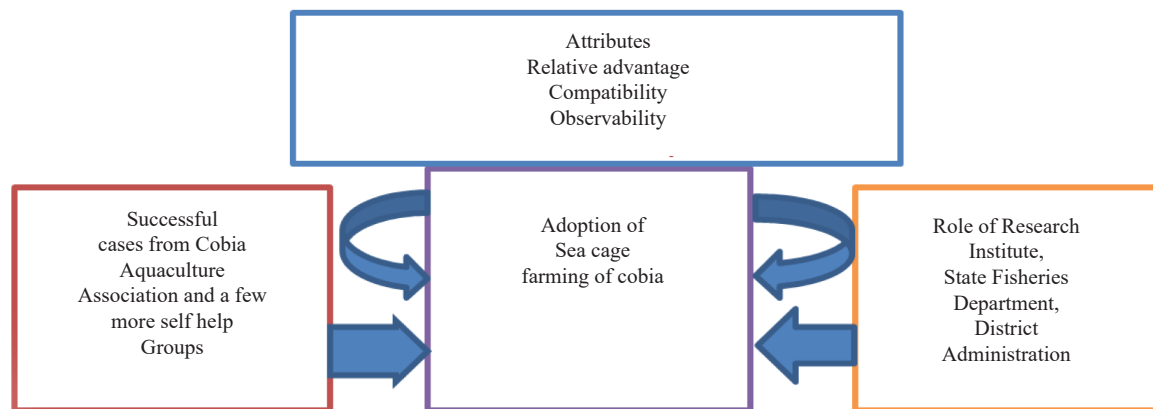 Attributes
Relative advantage
Compatibility
Observability
Successful
cases from Cobia
Aquaculture
Association and a few
more self help
Groups
Adoption of
Sea cage
farming of cobia
Role of Research
Institute,
State Fisheries
Department,
District
Administration